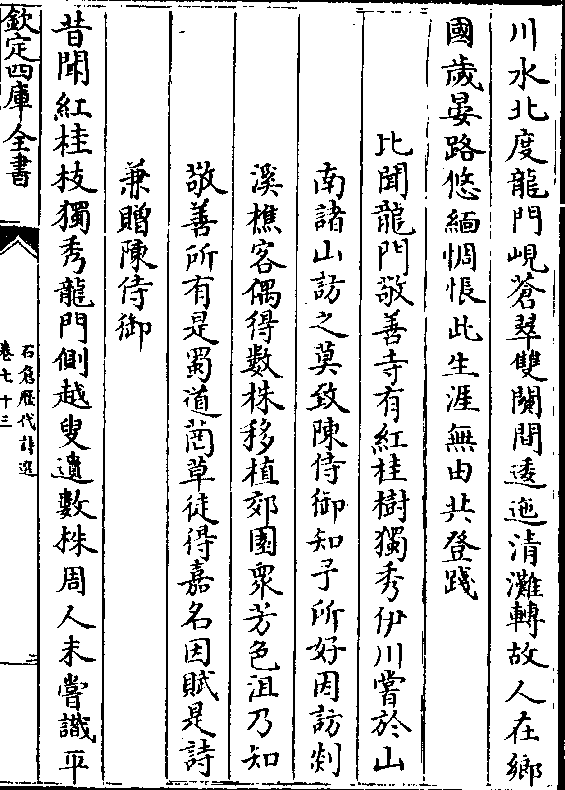 川水北度龍門峴蒼翠雙闕間逶迤清灘轉故人在鄉
國歲晏路悠緬惆悵此生涯無由共登踐
比聞龍門敬善寺有紅桂樹獨秀伊川嘗於山
南諸山訪之莫致陳侍御知予所好因訪剡
溪樵客偶得數株移植郊園衆芳色沮乃知
敬善所有是蜀道菌草徒得嘉名因賦是詩
兼贈陳侍御
昔聞紅桂枝獨秀龍門側越叟遺數株周人未嘗識平
欽定四庫全書
石倉歷代詩選
卷七十三